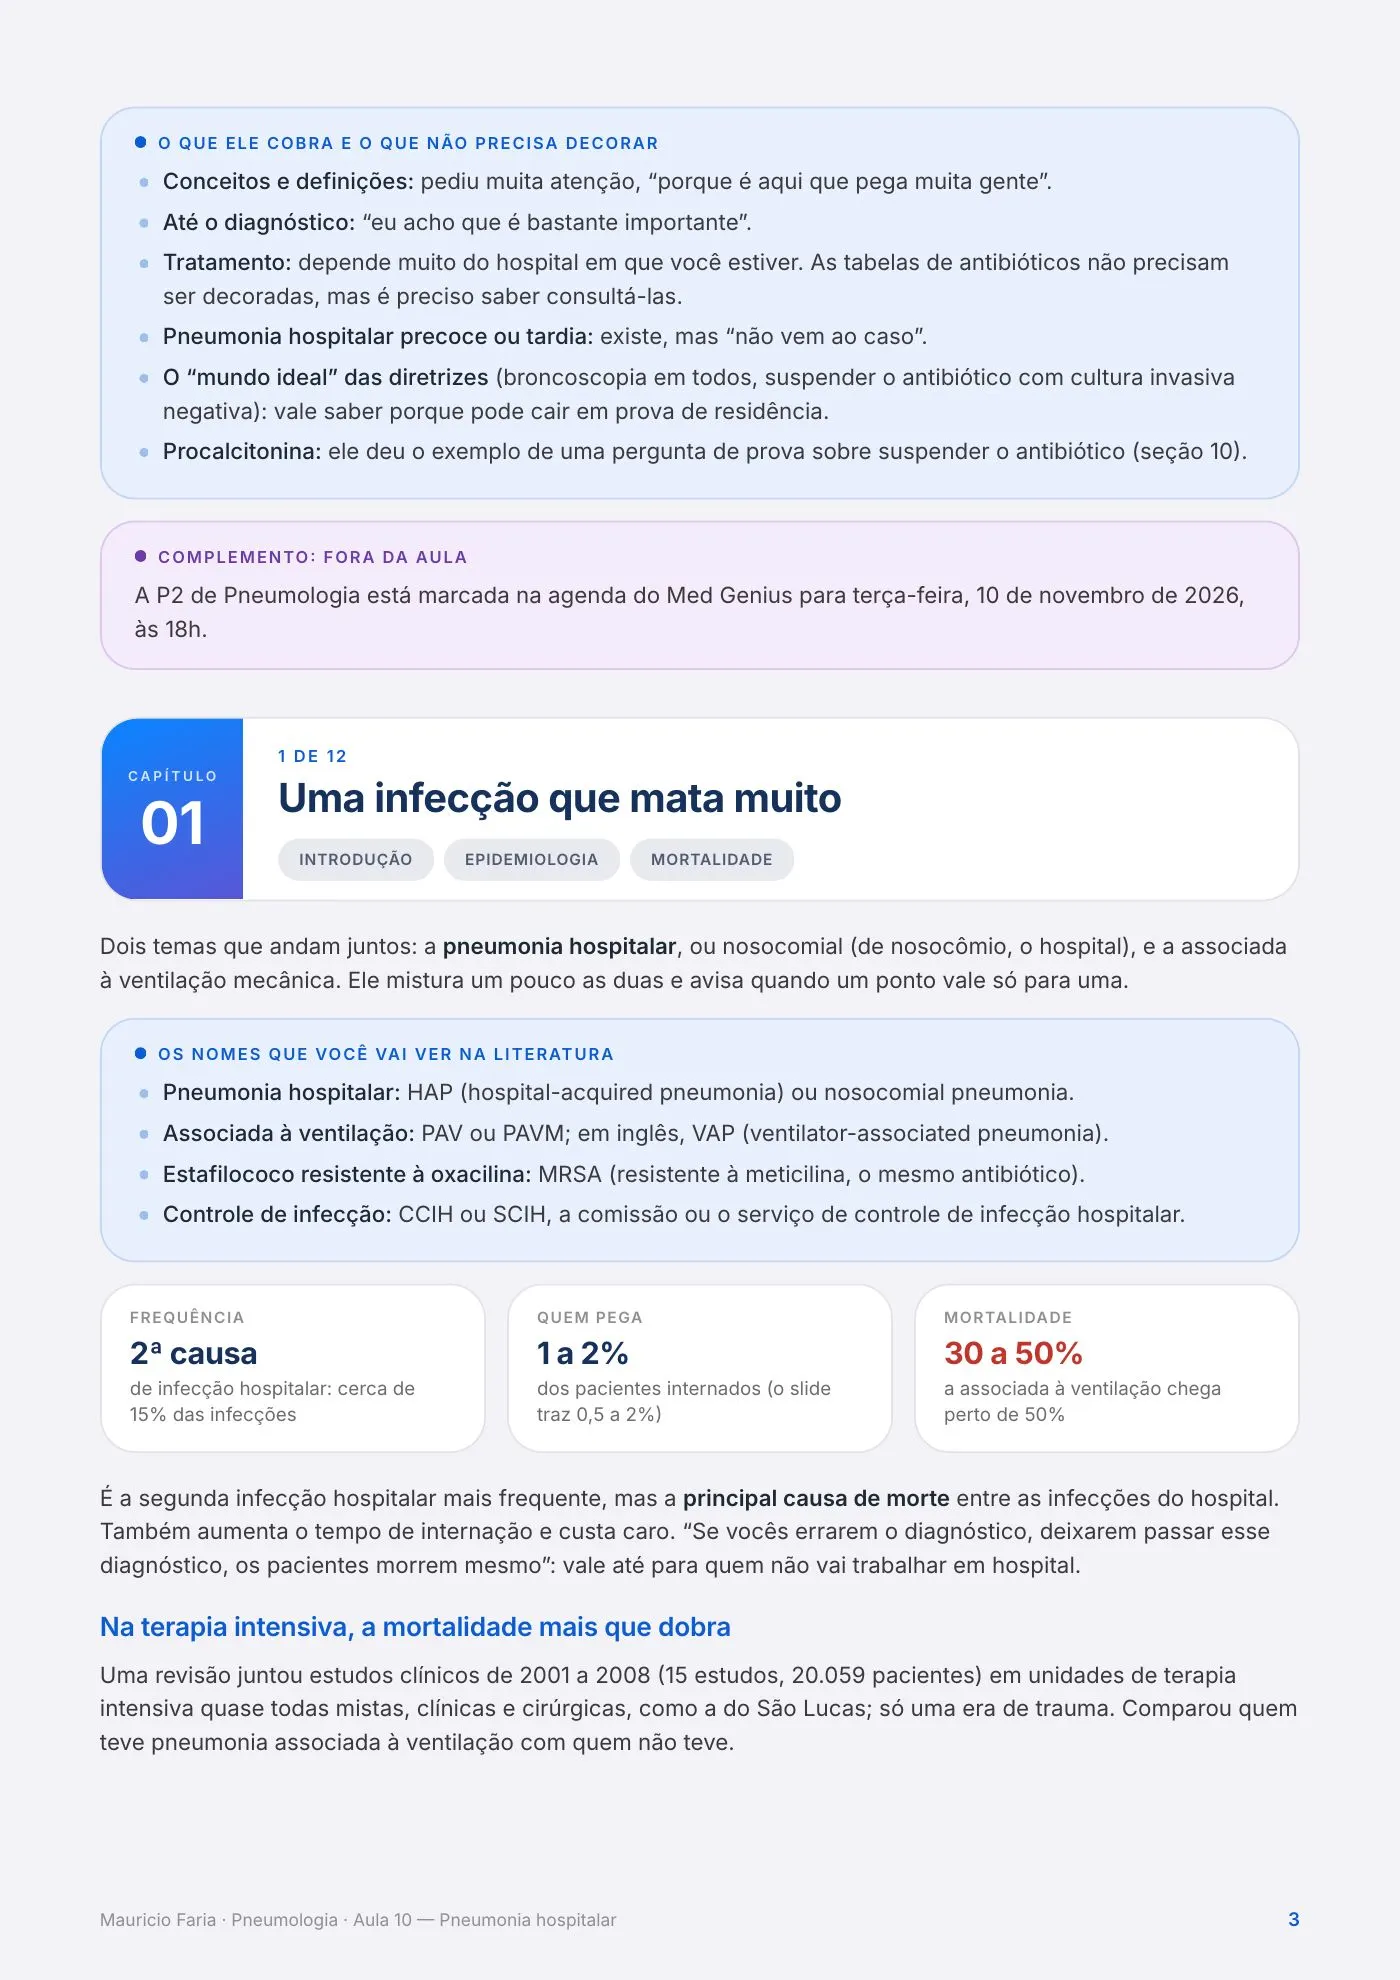 O QUE ELE COBRA E O QUE NÃO PRECISA DECORAR
Conceitos e definições: pediu muita atenção, “porque é aqui que pega muita gente”.
Até o diagnóstico: “eu acho que é bastante importante”.
Tratamento: depende muito do hospital em que você estiver. As tabelas de antibióticos não precisam
ser decoradas, mas é preciso saber consultá-las.
Pneumonia hospitalar precoce ou tardia: existe, mas “não vem ao caso”.
O “mundo ideal” das diretrizes (broncoscopia em todos, suspender o antibiótico com cultura invasiva
negativa): vale saber porque pode cair em prova de residência.
Procalcitonina: ele deu o exemplo de uma pergunta de prova sobre suspender o antibiótico (seção 10).
COMPLEMENTO: FORA DA AULA
A P2 de Pneumologia está marcada na agenda do Med Genius para terça-feira, 10 de novembro de 2026,
às 18h.
CAPÍTULO
01
1 DE 12
Uma infecção que mata muito
INTRODUÇÃO EPIDEMIOLOGIA MORTALIDADE
Dois temas que andam juntos: a pneumonia hospitalar, ou nosocomial (de nosocômio, o hospital), e a associada
à ventilação mecânica. Ele mistura um pouco as duas e avisa quando um ponto vale só para uma.
OS NOMES QUE VOCÊ VAI VER NA LITERATURA
Pneumonia hospitalar: HAP (hospital-acquired pneumonia) ou nosocomial pneumonia.
Associada à ventilação: PAV ou PAVM; em inglês, VAP (ventilator-associated pneumonia).
Estafilococo resistente à oxacilina: MRSA (resistente à meticilina, o mesmo antibiótico).
Controle de infecção: CCIH ou SCIH, a comissão ou o serviço de controle de infecção hospitalar.
FREQUÊNCIA
2ª causa
de infecção hospitalar: cerca de
15% das infecções
QUEM PEGA
1 a 2%
dos pacientes internados (o slide
traz 0,5 a 2%)
MORTALIDADE
30 a 50%
a associada à ventilação chega
perto de 50%
É a segunda infecção hospitalar mais frequente, mas a principal causa de morte entre as infecções do hospital.
Também aumenta o tempo de internação e custa caro. “Se vocês errarem o diagnóstico, deixarem passar esse
diagnóstico, os pacientes morrem mesmo”: vale até para quem não vai trabalhar em hospital.
Na terapia intensiva, a mortalidade mais que dobra
Uma revisão juntou estudos clínicos de 2001 a 2008 (15 estudos, 20.059 pacientes) em unidades de terapia
intensiva quase todas mistas, clínicas e cirúrgicas, como a do São Lucas; só uma era de trauma. Comparou quem
teve pneumonia associada à ventilação com quem não teve.
Mauricio Faria · Pneumologia · Aula 10 — Pneumonia hospitalar
3